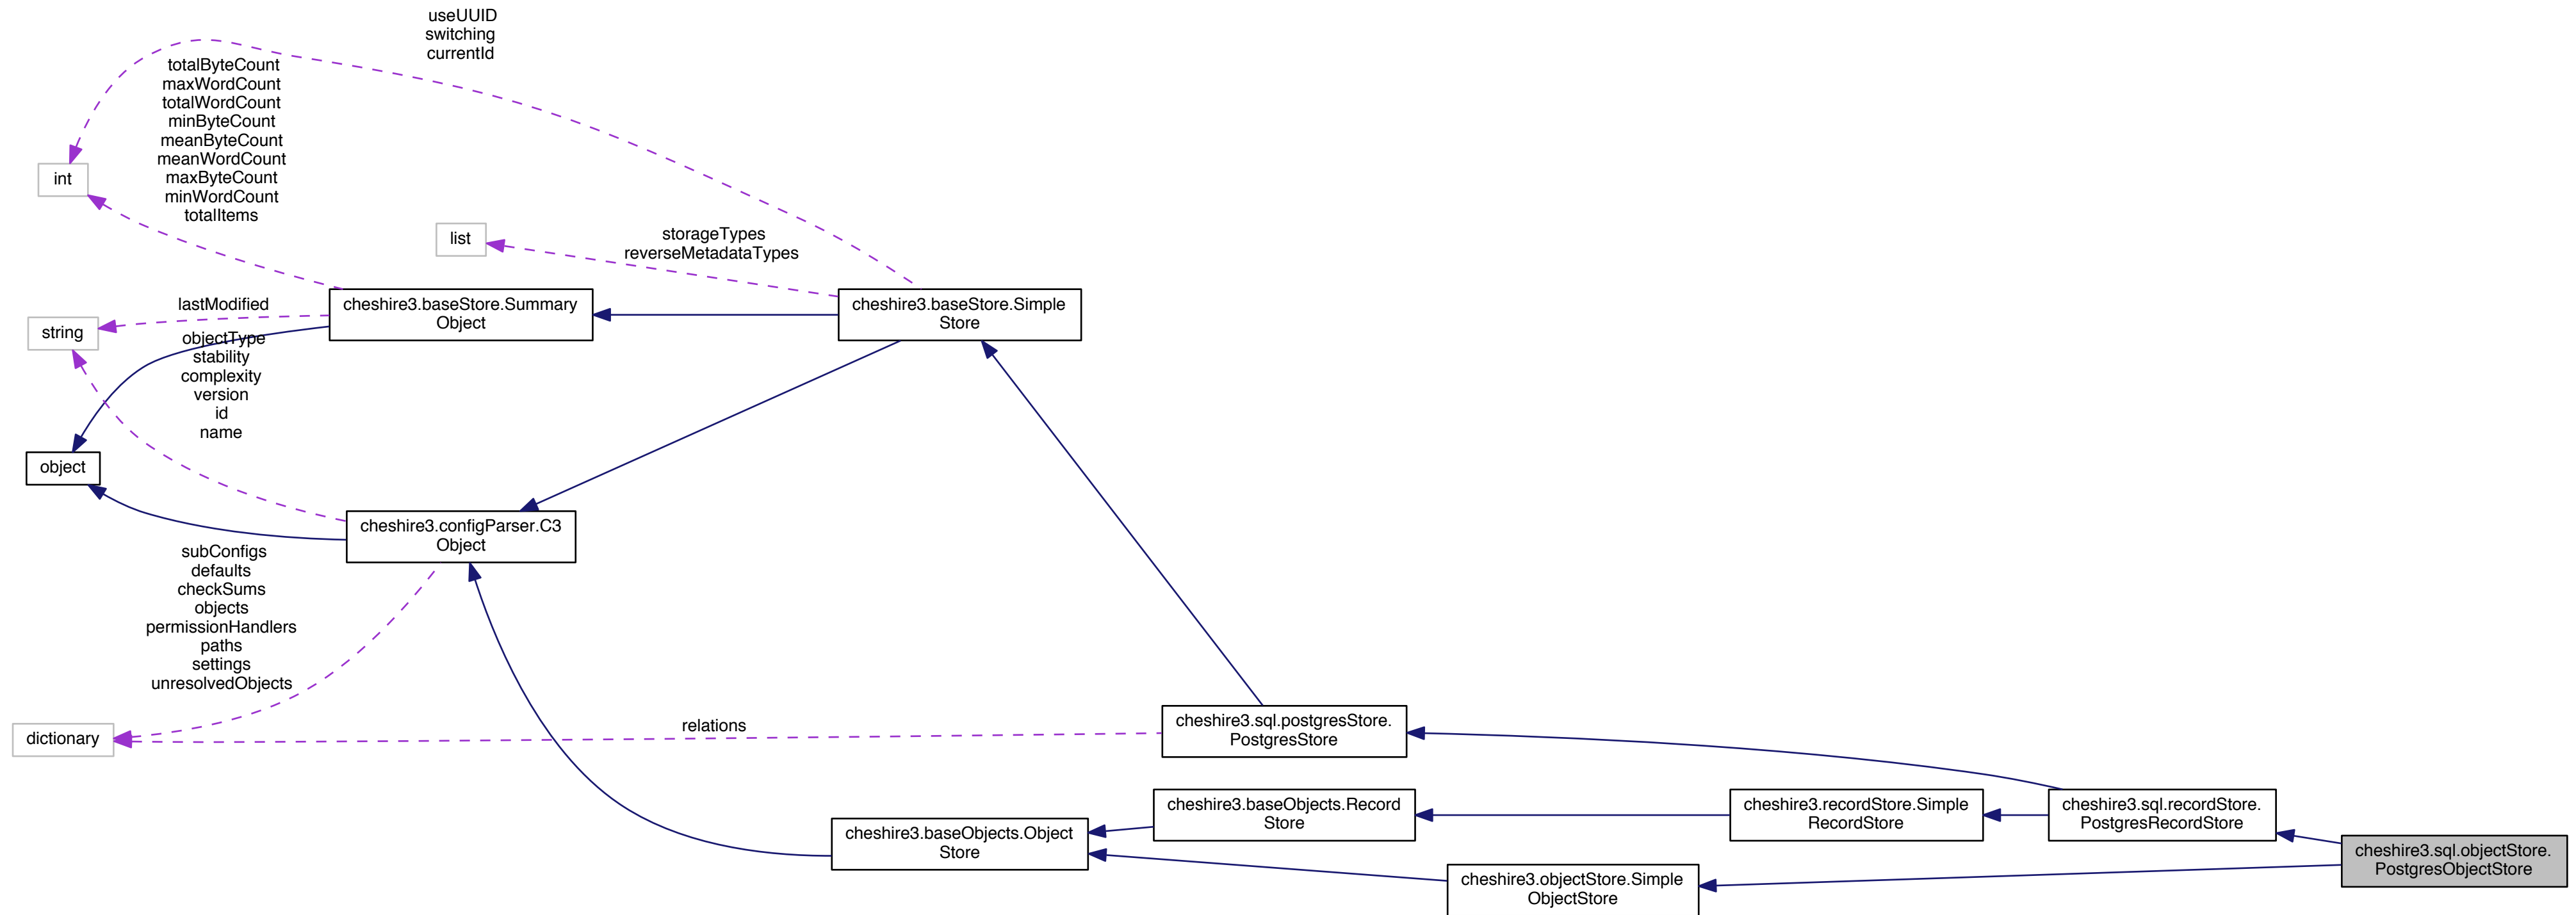 useUUID
switching
currentId
totalByteCount
maxWordCount
totalWordCount
minByteCount
meanByteCount
meanWordCount
maxByteCount
minWordCount
totalItems
int
list
storageTypes
reverseMetadataTypes
cheshire3.baseStore.Summary
Object
cheshire3.baseStore.Simple
Store
lastModified
string
objectType
stability
complexity
version
id
name
object
cheshire3.configParser.C3
Object
subConfigs
defaults
checkSums
objects
permissionHandlers
paths
settings
unresolvedObjects
dictionary
relations
cheshire3.sql.postgresStore.
PostgresStore
cheshire3.baseObjects.Object
Store
cheshire3.baseObjects.Record
Store
cheshire3.recordStore.Simple
RecordStore
cheshire3.sql.recordStore.
PostgresRecordStore
cheshire3.objectStore.Simple
ObjectStore
cheshire3.sql.objectStore.
PostgresObjectStore